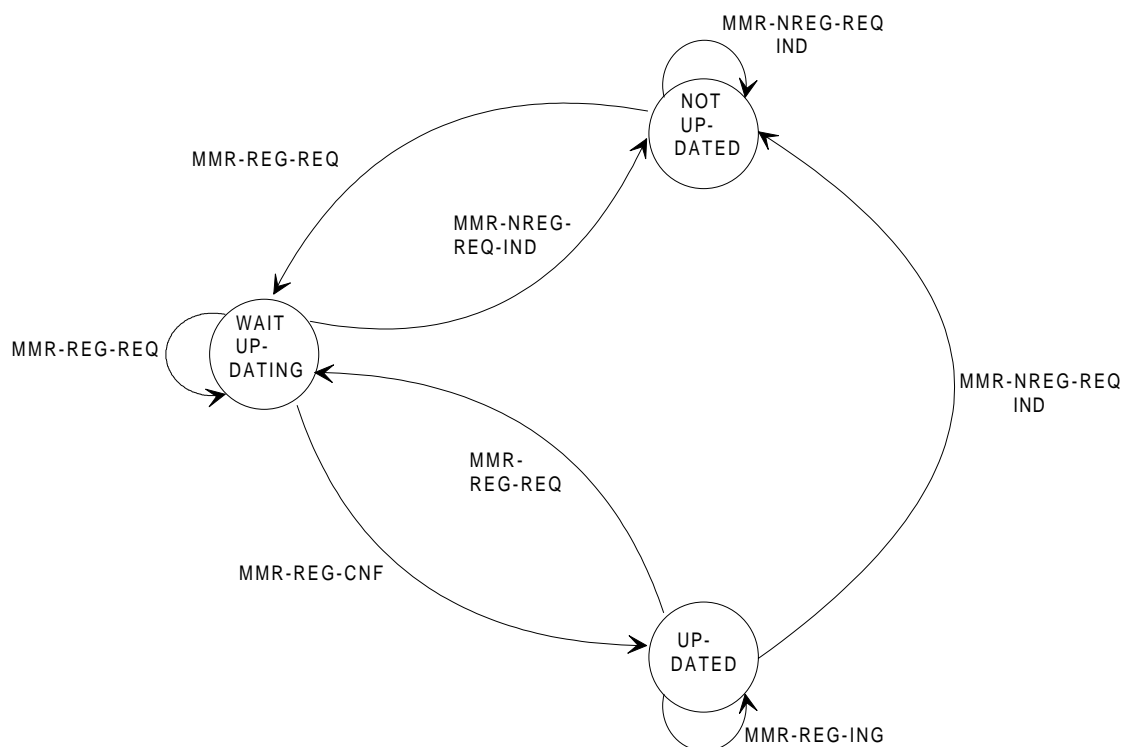 MMR-NREG-REQ
IND
NOT
UP-
DATED
MMR-REG-REQ
MMR-NREG-
REQ-IND
WAIT
UP-
DATING
MMR-REG-REQ
MMR-NREG-REQ
IND
MMR-
REG-REQ
MMR-REG-CNF
UP-
DATED
MMR-REG-ING